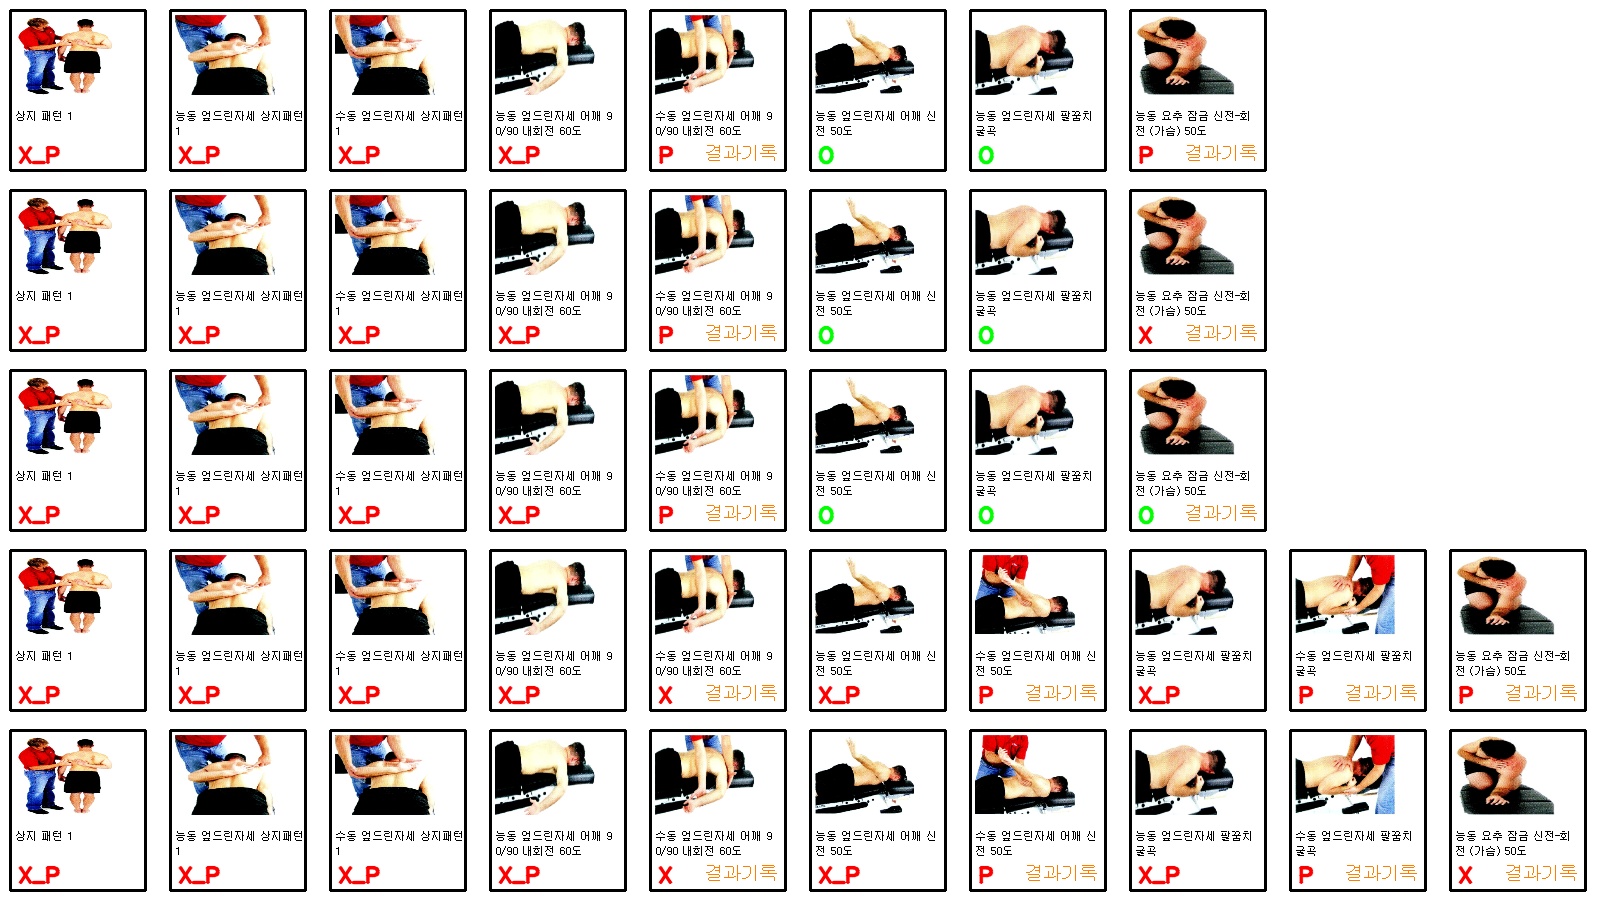 상지 패턴 1
X_P
능동 엎드린자세 상지패턴
1
X_P
수동 엎드린자세 상지패턴
1
X_P
능동 엎드린자세 어깨 9
0/90 내회전 60도
X_P
수동 엎드린자세 어깨 9
0/90 내회전 60도
P 결과기록
능동 엎드린자세 어깨 신
전 50도
O
능동 엎드린자세 팔꿈치
굴곡
O
능동 요추 잠금 신전-회
전 (가슴) 50도
P 결과기록
상지 패턴 1
X_P
능동 엎드린자세 상지패턴
1
X_P
수동 엎드린자세 상지패턴
1
X_P
능동 엎드린자세 어깨 9
0/90 내회전 60도
X_P
수동 엎드린자세 어깨 9
0/90 내회전 60도
P 결과기록
능동 엎드린자세 어깨 신
전 50도
O
능동 엎드린자세 팔꿈치
굴곡
O
능동 요추 잠금 신전-회
전 (가슴) 50도
X 결과기록
상지 패턴 1
X_P
능동 엎드린자세 상지패턴
1
X_P
수동 엎드린자세 상지패턴
1
X_P
능동 엎드린자세 어깨 9
0/90 내회전 60도
X_P
수동 엎드린자세 어깨 9
0/90 내회전 60도
P 결과기록
능동 엎드린자세 어깨 신
전 50도
O
능동 엎드린자세 팔꿈치
굴곡
O
능동 요추 잠금 신전-회
전 (가슴) 50도
O 결과기록
상지 패턴 1
X_P
능동 엎드린자세 상지패턴
1
X_P
수동 엎드린자세 상지패턴
1
X_P
능동 엎드린자세 어깨 9
0/90 내회전 60도
X_P
수동 엎드린자세 어깨 9
0/90 내회전 60도
X 결과기록
능동 엎드린자세 어깨 신
전 50도
X_P
수동 엎드린자세 어깨 신
전 50도
P 결과기록
능동 엎드린자세 팔꿈치
굴곡
X_P
수동 엎드린자세 팔꿈치
굴곡
P 결과기록
능동 요추 잠금 신전-회
전 (가슴) 50도
P 결과기록
상지 패턴 1
X_P
능동 엎드린자세 상지패턴
1
X_P
수동 엎드린자세 상지패턴
1
X_P
능동 엎드린자세 어깨 9
0/90 내회전 60도
X_P
수동 엎드린자세 어깨 9
0/90 내회전 60도
X 결과기록
능동 엎드린자세 어깨 신
전 50도
X_P
수동 엎드린자세 어깨 신
전 50도
P 결과기록
능동 엎드린자세 팔꿈치
굴곡
X_P
수동 엎드린자세 팔꿈치
굴곡
P 결과기록
능동 요추 잠금 신전-회
전 (가슴) 50도
X 결과기록